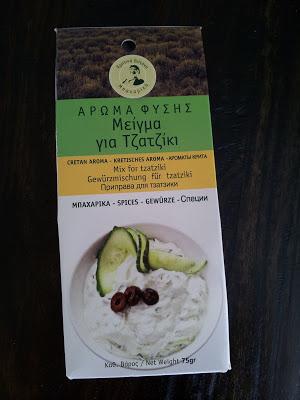 ΑΡΩΜΑ ΦΥΣΗΣ
Μείγμα
για Τζατζίκι
CRETAN AROMA - KRETISCHES AROMA - АРОМАТЫ КРИТА
Mix for tzatziki
Gewürzmischung für tzatziki
Приправа для тзатзики
ΜΠΑΧΑΡΙΚΑ - SPICES - GEWÜRZE - Специи
Καθ. Βάρος / Net Weight 75gr